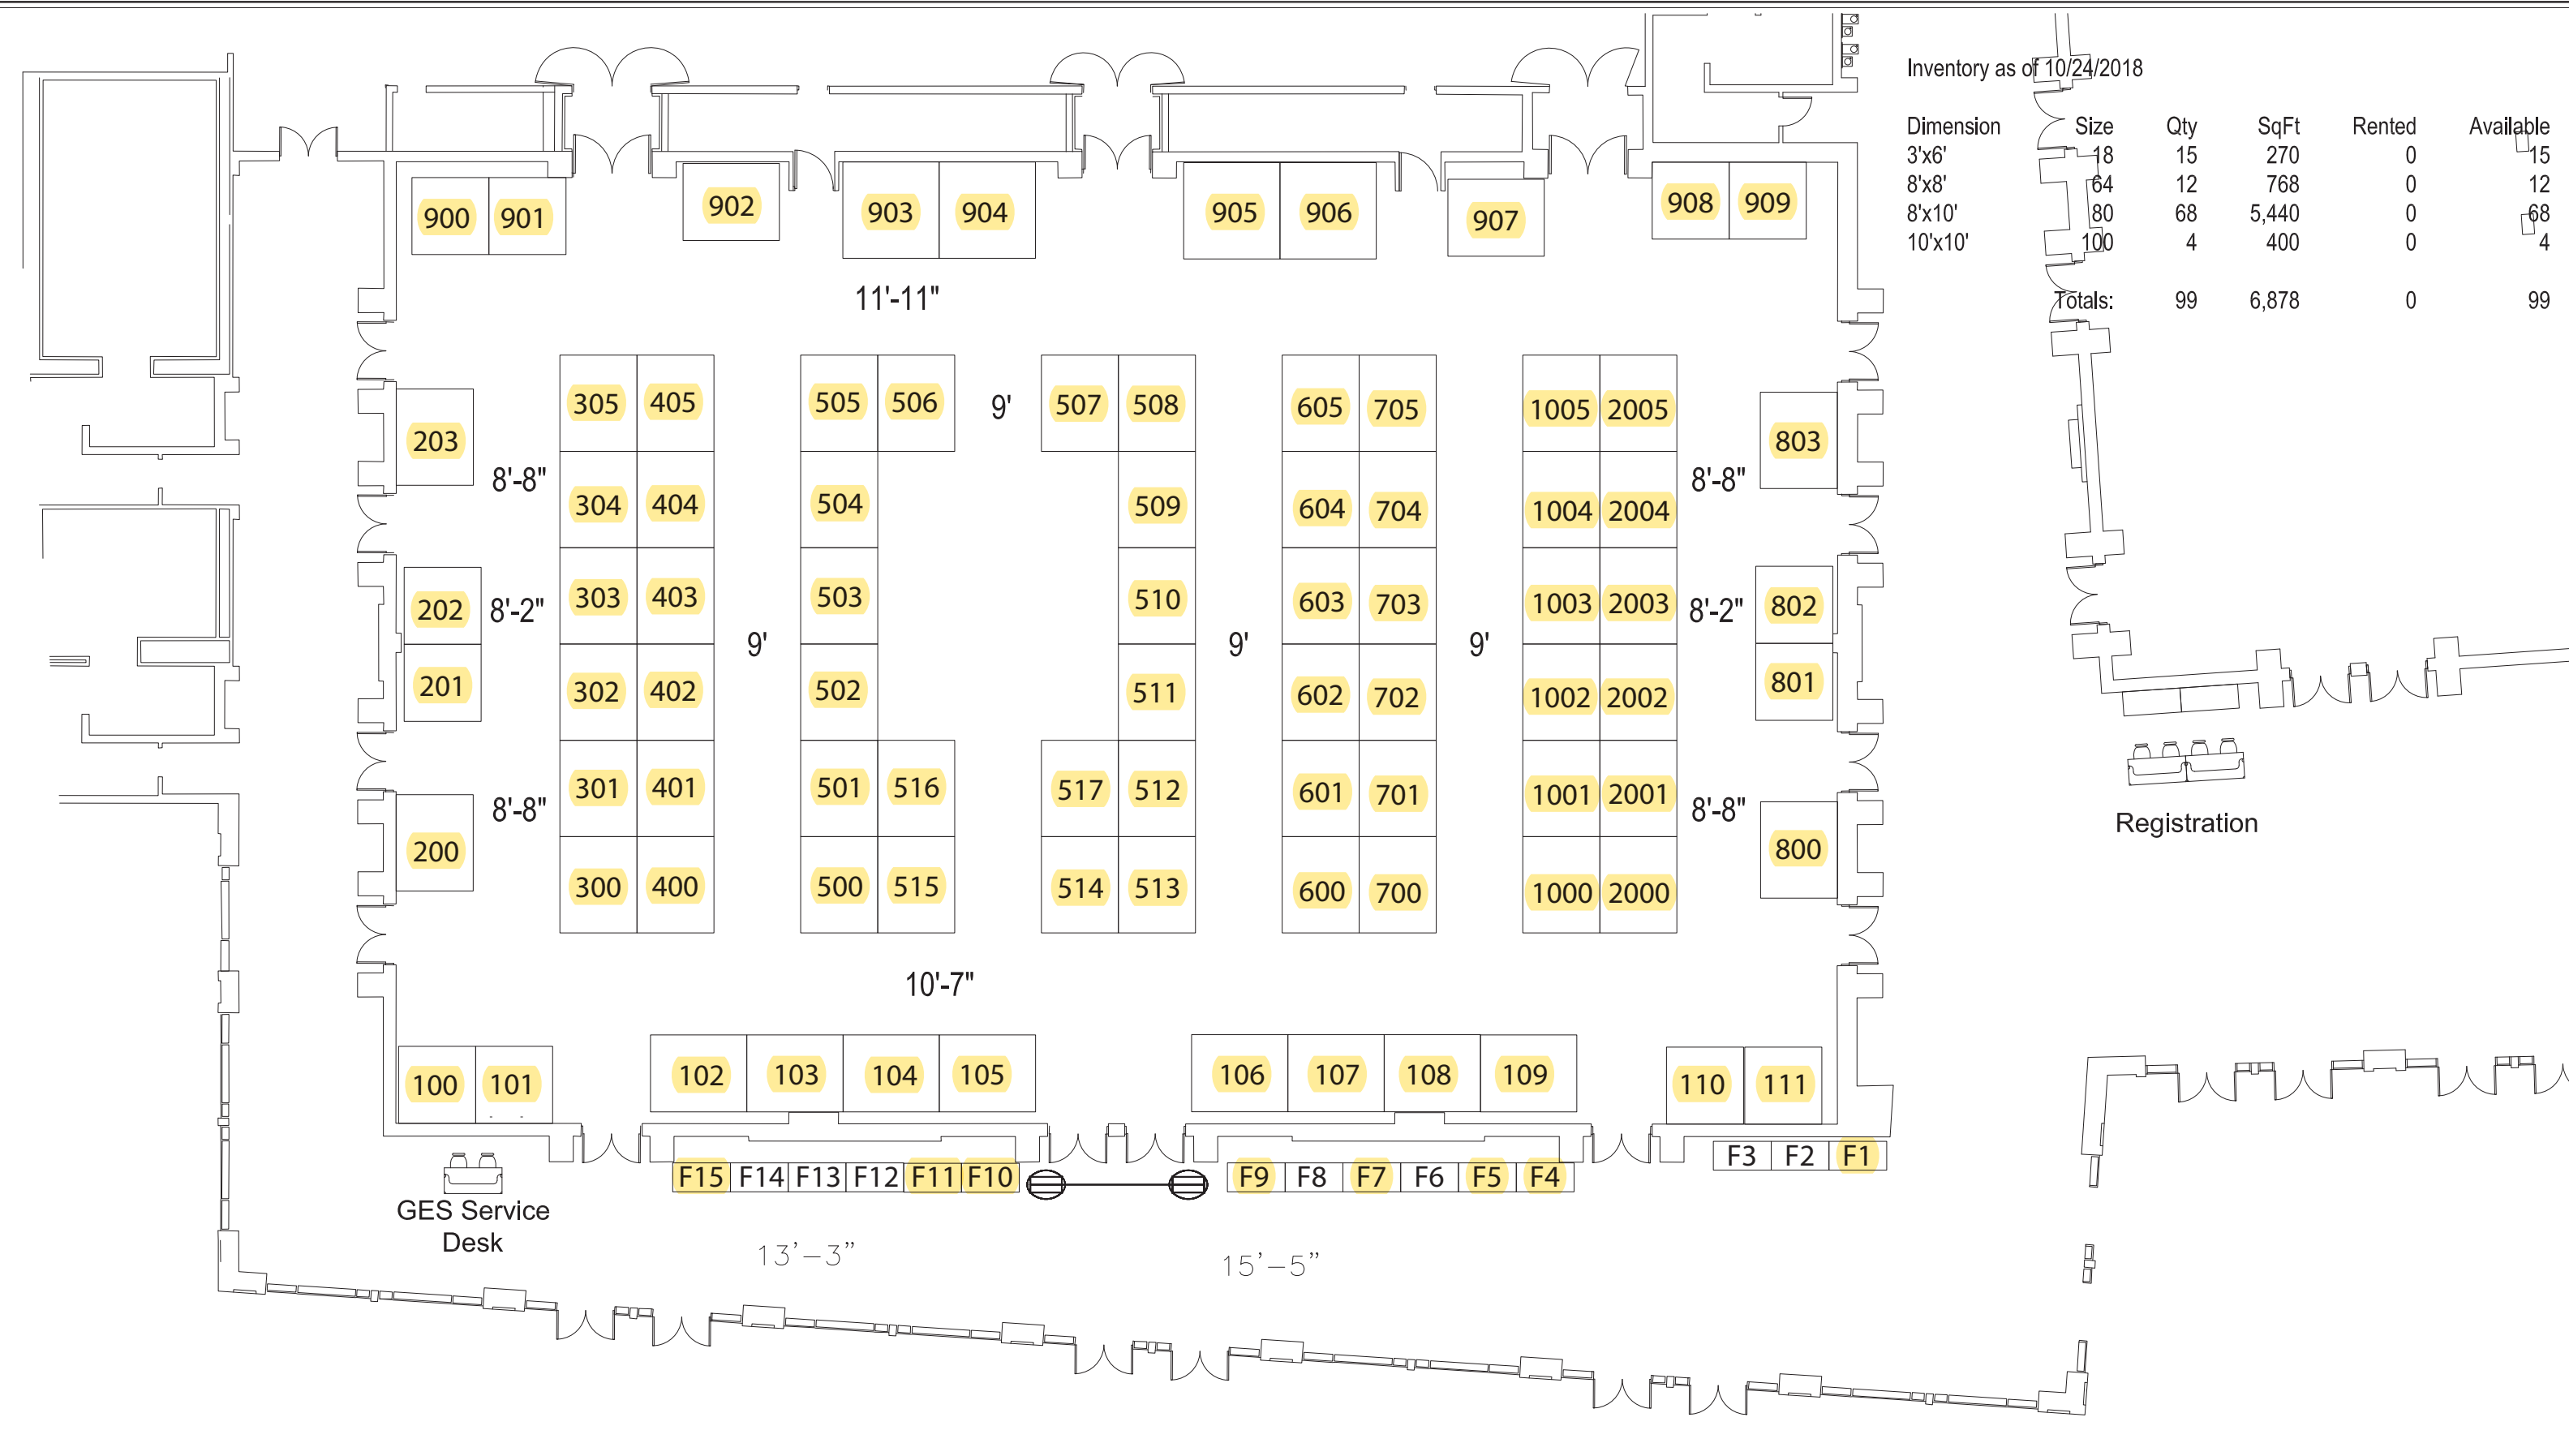 Inventory as of 10/24/2018
Dimension Size Qty SqFt Rented Available
3'x6' 18 15 270 0 15
8'x8' 64 12 768 0 12
8'x10' 80 68 5,440 0 68
10'x10' 100 4 400 0 4
Totals: 99 6,878 0 99
900 901 902 903 904 905 906 907 908 909
11'-11"
305 405 505 506 9' 507 508 605 705 1005 2005
203 803
8'-8" 8'-8"
304 404 504 509 604 704 1004 2004
303 403 503 510 603 703 1003 2003
202 8'-2" 8'-2" 802
9' 9' 9'
201 801
302 402 502 511 602 702 1002 2002
301 401 501 516 517 512 601 701 1001 2001
8'-8" 8'-8"
Registration
200 800
300 400 500 515 514 513 600 700 1000 2000
10'-7"
100 101 102 103 104 105 106 107 108 109 110 111
F3 F2 F1
F15 F14 F13 F12 F11 F10 F9 F8 F7 F6 F5 F4
GES Service
Desk
13'-3"
15'-5"